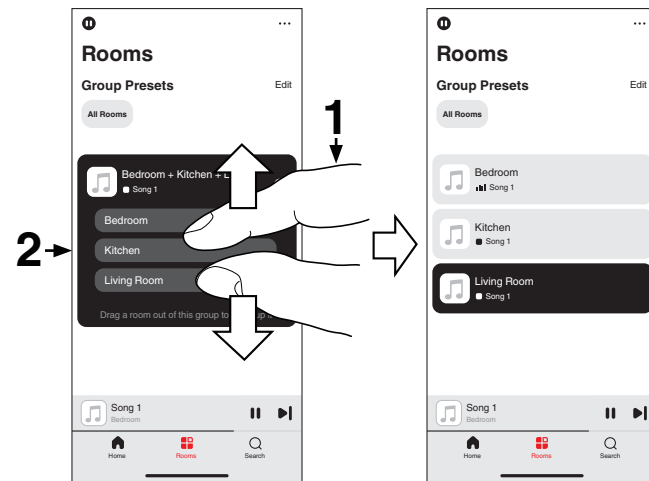 Rooms
Group Presets Edit
All Rooms
1
Bedroom + Kitchen +
Song 1
Bedroom
2
Kitchen
Living Room
Drag a room out of this group to
Song 1
Bedroom
Home Rooms Search
Rooms
Group Presets Edit
All Rooms
Bedroom
Song 1
Kitchen
Song 1
Living Room
Song 1
Song 1
Bedroom
Home Rooms Search